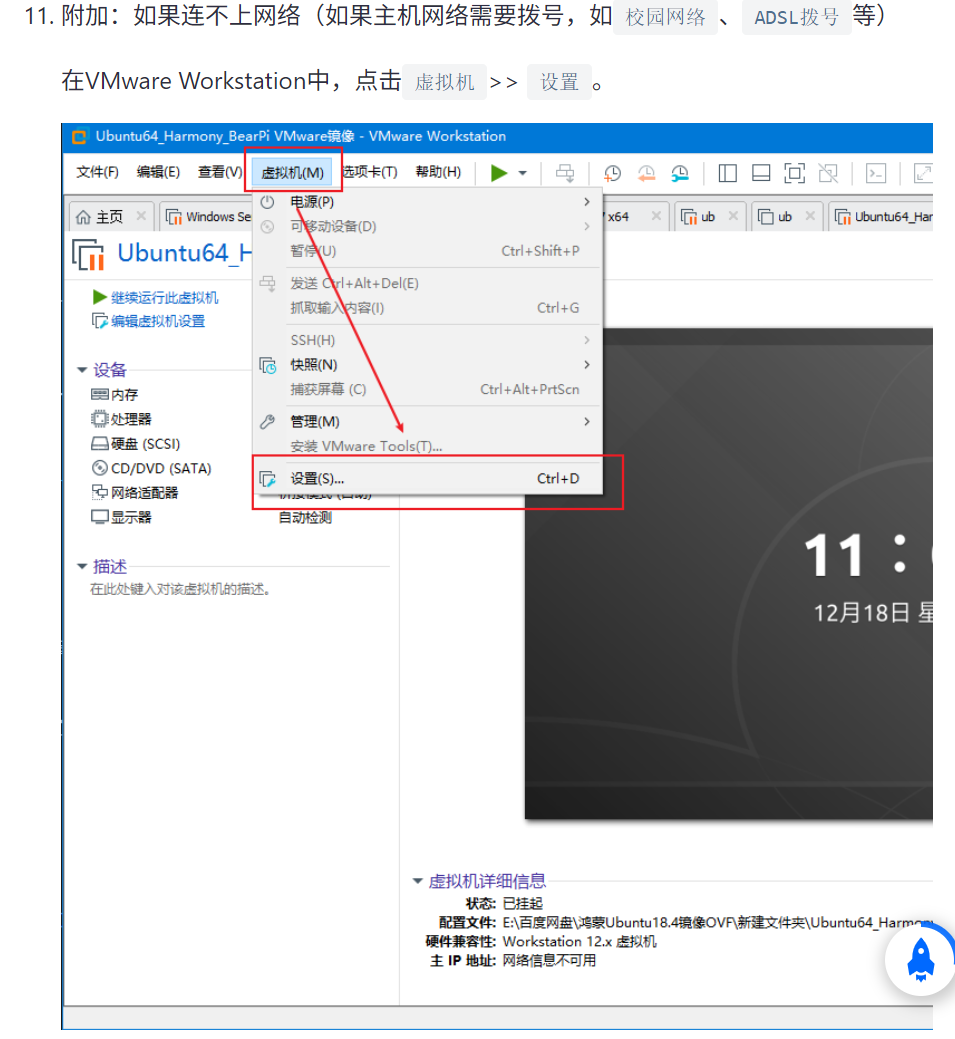 11. 附加：如果连不上网络（如果主机网络需要拨号，如 校园网络 、 ADSL拨号 等）
在VMware Workstation中，点击 虚拟机 >> 设置 。
Ubuntu64_Harmony_BearPi VMware镜像 - VMware Workstation
文件(F) 编辑(E) 查看(V) 虚拟机(M) 选项卡(T) 帮助(H)
主页 Windows Se x64 ub ub Ubuntu64_Har
Ubuntu64_H
电源(P)
可移动设备(D)
暂停(U) Ctrl+Shift+P
发送 Ctrl+Alt+Del(E)
抓取输入内容(I) Ctrl+G
SSH(H)
快照(N)
捕获屏幕 (C) Ctrl+Alt+PrtScn
管理(M)
安装 VMware Tools(T)...
设置(S)... Ctrl+D
继续运行此虚拟机
编辑虚拟机设置
设备
内存
处理器
硬盘 (SCSI)
CD/DVD (SATA)
网络适配器 桥接模式 (自动)
显示器 自动检测
描述
在此处键入对该虚拟机的描述。
11 :
12月18日 星
虚拟机详细信息
状态: 已挂起
配置文件: E:\百度网盘\鸿蒙Ubuntu18.4镜像OVF\新建文件夹\Ubuntu64_Harmony
硬件兼容性: Workstation 12.x 虚拟机
主 IP 地址: 网络信息不可用